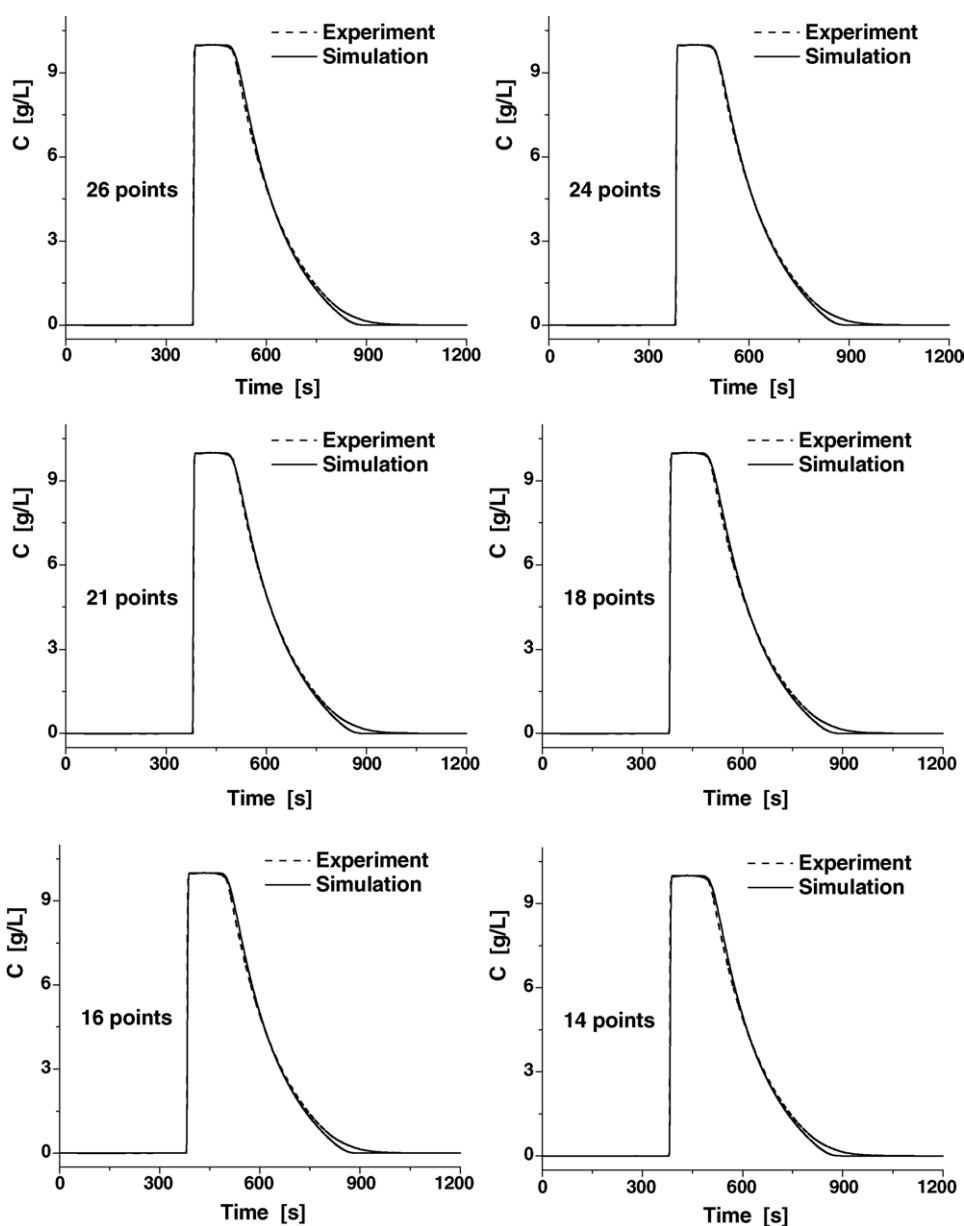 Experiment
Simulation
C [g/L]
9
6
3
0
26 points
0 300 600 900 1200
Time [s]
Experiment
Simulation
C [g/L]
9
6
3
0
24 points
0 300 600 900 1200
Time [s]
Experiment
Simulation
C [g/L]
9
6
3
0
21 points
0 300 600 900 1200
Time [s]
Experiment
Simulation
C [g/L]
9
6
3
0
18 points
0 300 600 900 1200
Time [s]
Experiment
Simulation
C [g/L]
9
6
3
0
16 points
0 300 600 900 1200
Time [s]
Experiment
Simulation
C [g/L]
9
6
3
0
14 points
0 300 600 900 1200
Time [s]